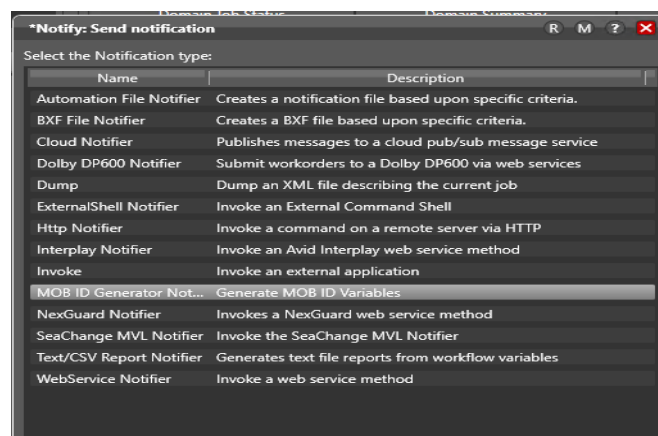 Domain Job Status Domain Summary
*Notify: Send notification R M ? X
Select the Notification type:
Name Description
Automation File Notifier Creates a notification file based upon specific criteria.
BXF File Notifier Creates a BXF file based upon specific criteria.
Cloud Notifier Publishes messages to a cloud pub/sub message service
Dolby DP600 Notifier Submit workorders to a Dolby DP600 via web services
Dump Dump an XML file describing the current job
ExternalShell Notifier Invoke an External Command Shell
Http Notifier Invoke a command on a remote server via HTTP
Interplay Notifier Invoke an Avid Interplay web service method
Invoke Invoke an external application
MOB ID Generator Not... Generate MOB ID Variables
NexGuard Notifier Invokes a NexGuard web service method
SeaChange MVL Notifier Invoke the SeaChange MVL Notifier
Text/CSV Report Notifier Generates text file reports from workflow variables
WebService Notifier Invoke a web service method